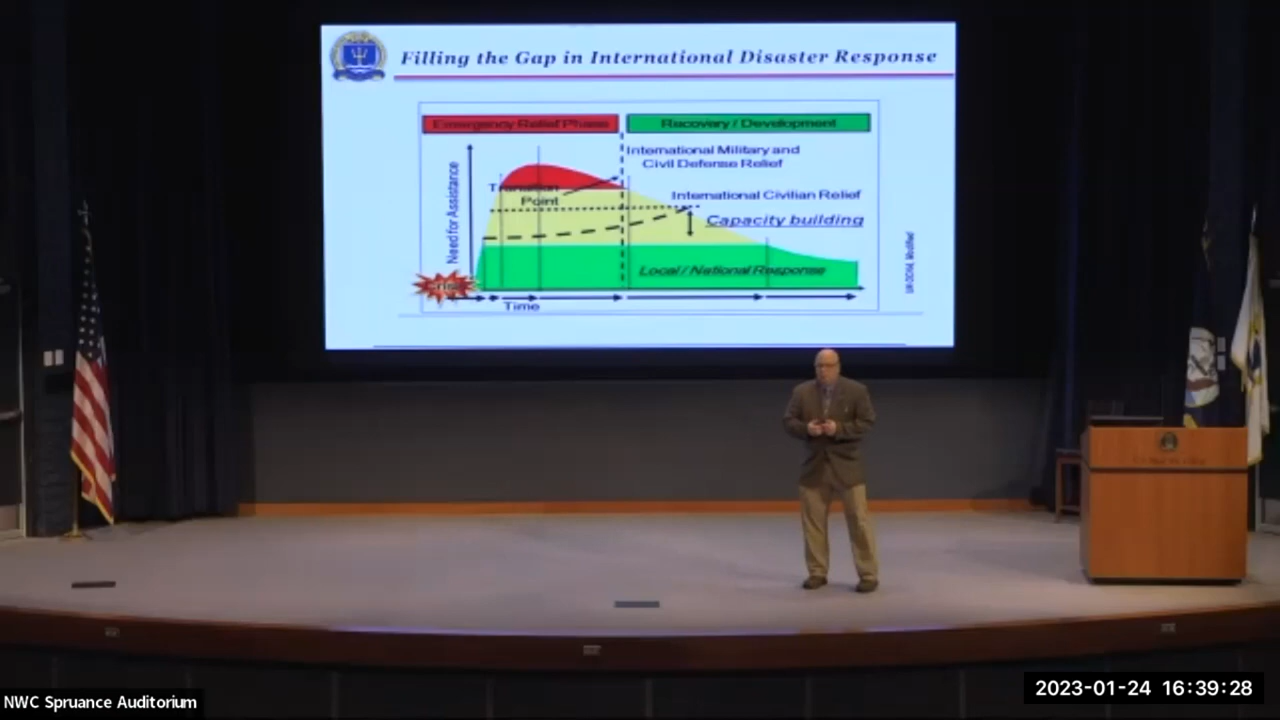 Filling the Gap in International Disaster Response
Emergency Relief Phase
Recovery / Development
International Military and
Civil Defense Relief
Transition
Point
International Civilian Relief
Capacity building
Need for Assistance
Local / National Response
Crisis
Time
NWC Spruance Auditorium
2023-01-24 16:39:28